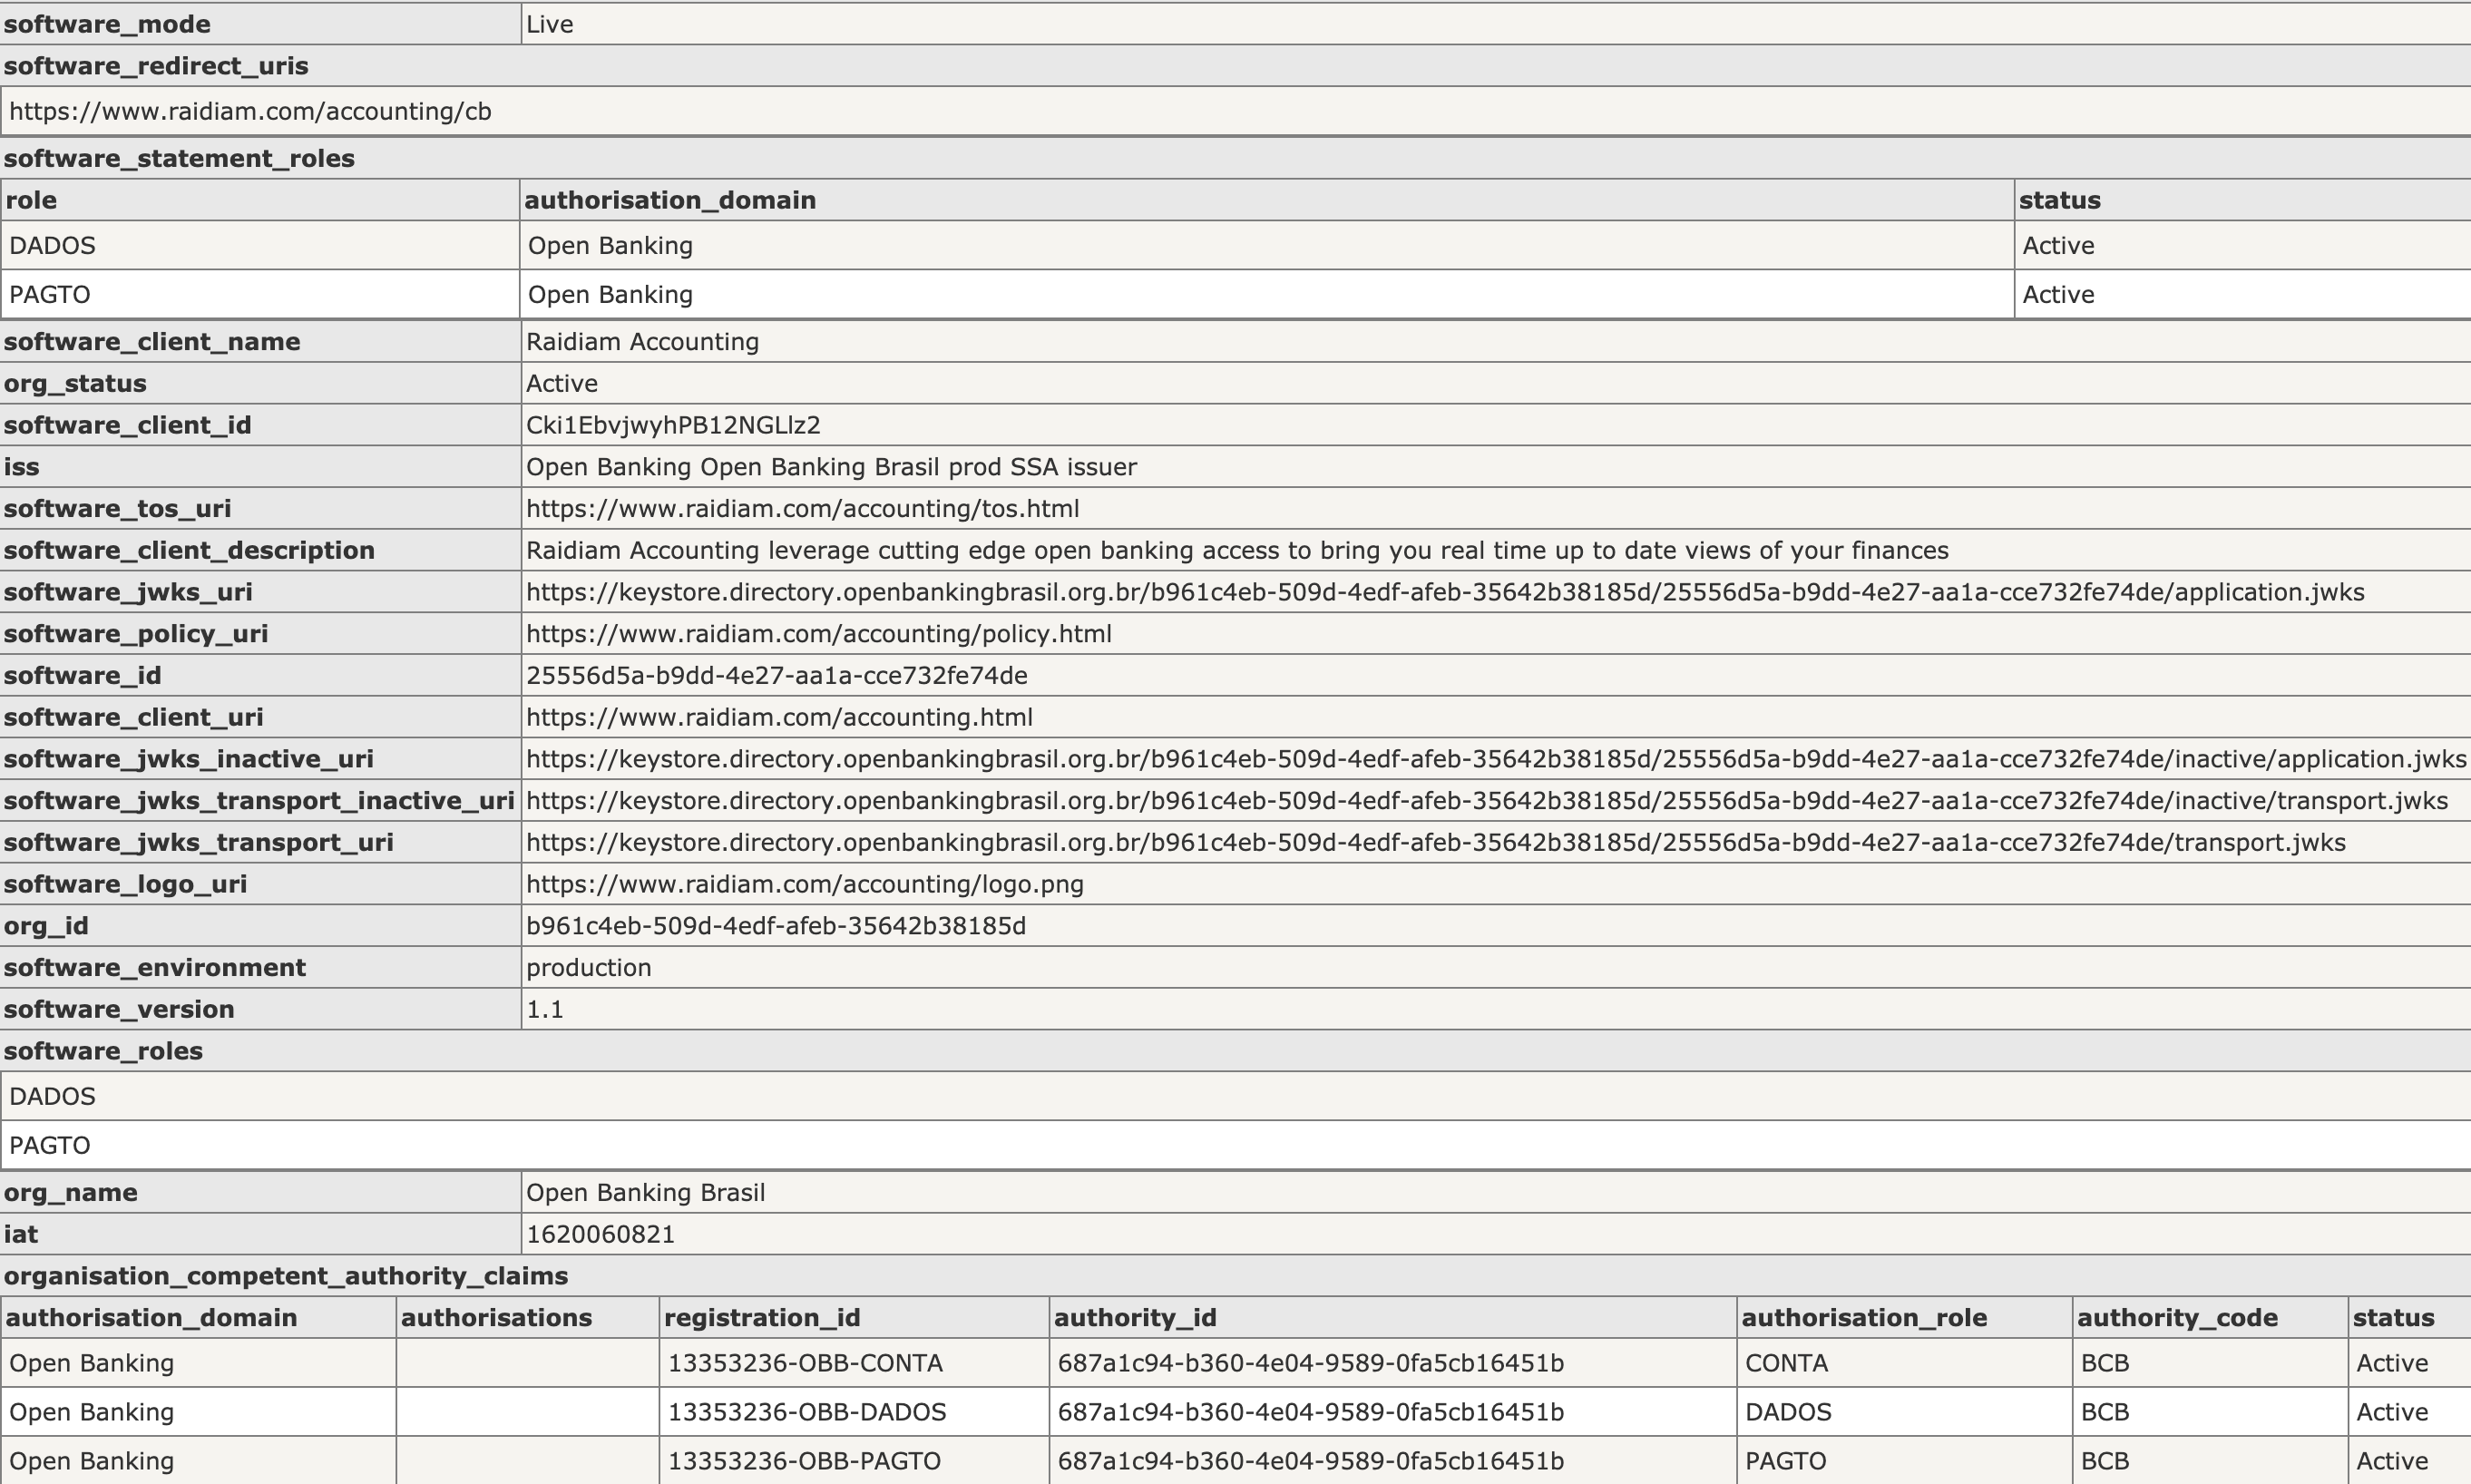 software_mode Live
software_redirect_uris
https://www.raidiam.com/accounting/cb
software_statement_roles
role authorisation_domain status
DADOS Open Banking Active
PAGTO Open Banking Active
software_client_name Raidiam Accounting
org_status Active
software_client_id Cki1EbvjwyhPB12NGLlz2
iss Open Banking Open Banking Brasil prod SSA issuer
software_tos_uri https://www.raidiam.com/accounting/tos.html
software_client_description Raidiam Accounting leverage cutting edge open banking access to bring you real time up to date views of your finances
software_jwks_uri https://keystore.directory.openbankingbrasil.org.br/b961c4eb-509d-4edf-afeb-35642b38185d/25556d5a-b9dd-4e27-aa1a-cce732fe74de/application.jwks
software_policy_uri https://www.raidiam.com/accounting/policy.html
software_id 25556d5a-b9dd-4e27-aa1a-cce732fe74de
software_client_uri https://www.raidiam.com/accounting.html
software_jwks_inactive_uri https://keystore.directory.openbankingbrasil.org.br/b961c4eb-509d-4edf-afeb-35642b38185d/25556d5a-b9dd-4e27-aa1a-cce732fe74de/inactive/application.jwks
software_jwks_transport_inactive_uri https://keystore.directory.openbankingbrasil.org.br/b961c4eb-509d-4edf-afeb-35642b38185d/25556d5a-b9dd-4e27-aa1a-cce732fe74de/inactive/transport.jwks
software_jwks_transport_uri https://keystore.directory.openbankingbrasil.org.br/b961c4eb-509d-4edf-afeb-35642b38185d/25556d5a-b9dd-4e27-aa1a-cce732fe74de/transport.jwks
software_logo_uri https://www.raidiam.com/accounting/logo.png
org_id b961c4eb-509d-4edf-afeb-35642b38185d
software_environment production
software_version 1.1
software_roles
DADOS
PAGTO
org_name Open Banking Brasil
iat 1620060821
organisation_competent_authority_claims
authorisation_domain authorisations registration_id authority_id authorisation_role authority_code status
Open Banking 13353236-OBB-CONTA 687a1c94-b360-4e04-9589-0fa5cb16451b CONTA BCB Active
Open Banking 13353236-OBB-DADOS 687a1c94-b360-4e04-9589-0fa5cb16451b DADOS BCB Active
Open Banking 13353236-OBB-PAGTO 687a1c94-b360-4e04-9589-0fa5cb16451b PAGTO BCB Active